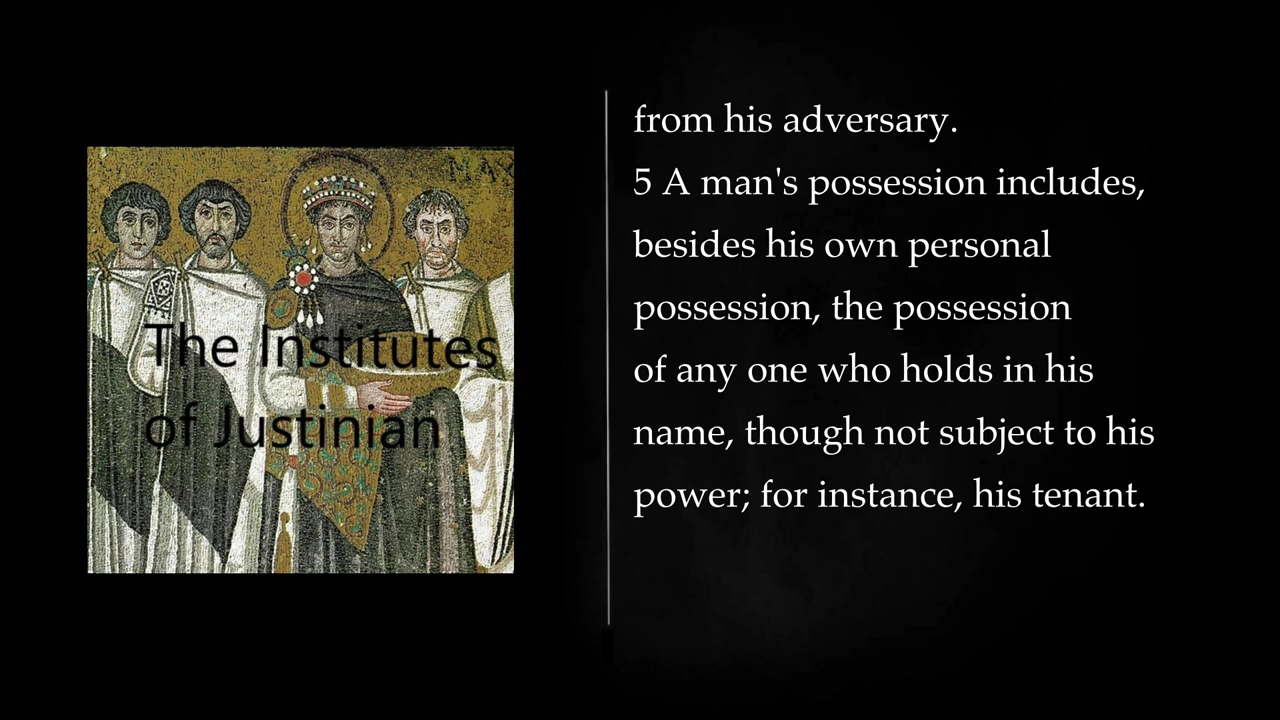 MAX
The Institutes
of Justinian
from his adversary.
5 A man's possession includes,
besides his own personal
possession, the possession
of any one who holds in his
name, though not subject to his
power; for instance, his tenant.